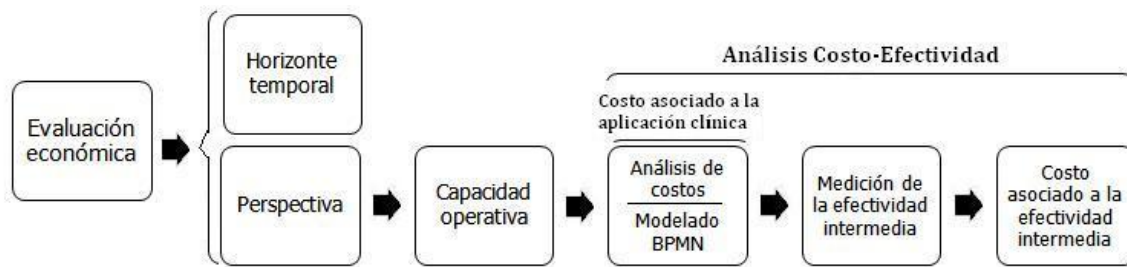 Evaluación
económica
Horizonte
temporal
Perspectiva
Capacidad
operativa
Análisis Costo-Efectividad
Costo asociado a la
aplicación clínica
Análisis de
costos
Modelado
BPMN
Medición de
la efectividad
intermedia
Costo
asociado a la
efectividad
intermedia